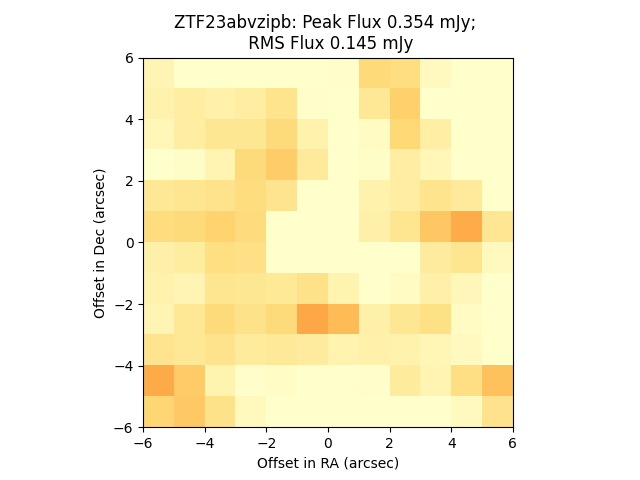 ZTF23abvzipb: Peak Flux 0.354 mJy;
RMS Flux 0.145 mJy
6
4
2
0
−2
−4
−6
Offset in Dec (arcsec)
−6 −4 −2 0 2 4 6
Offset in RA (arcsec)